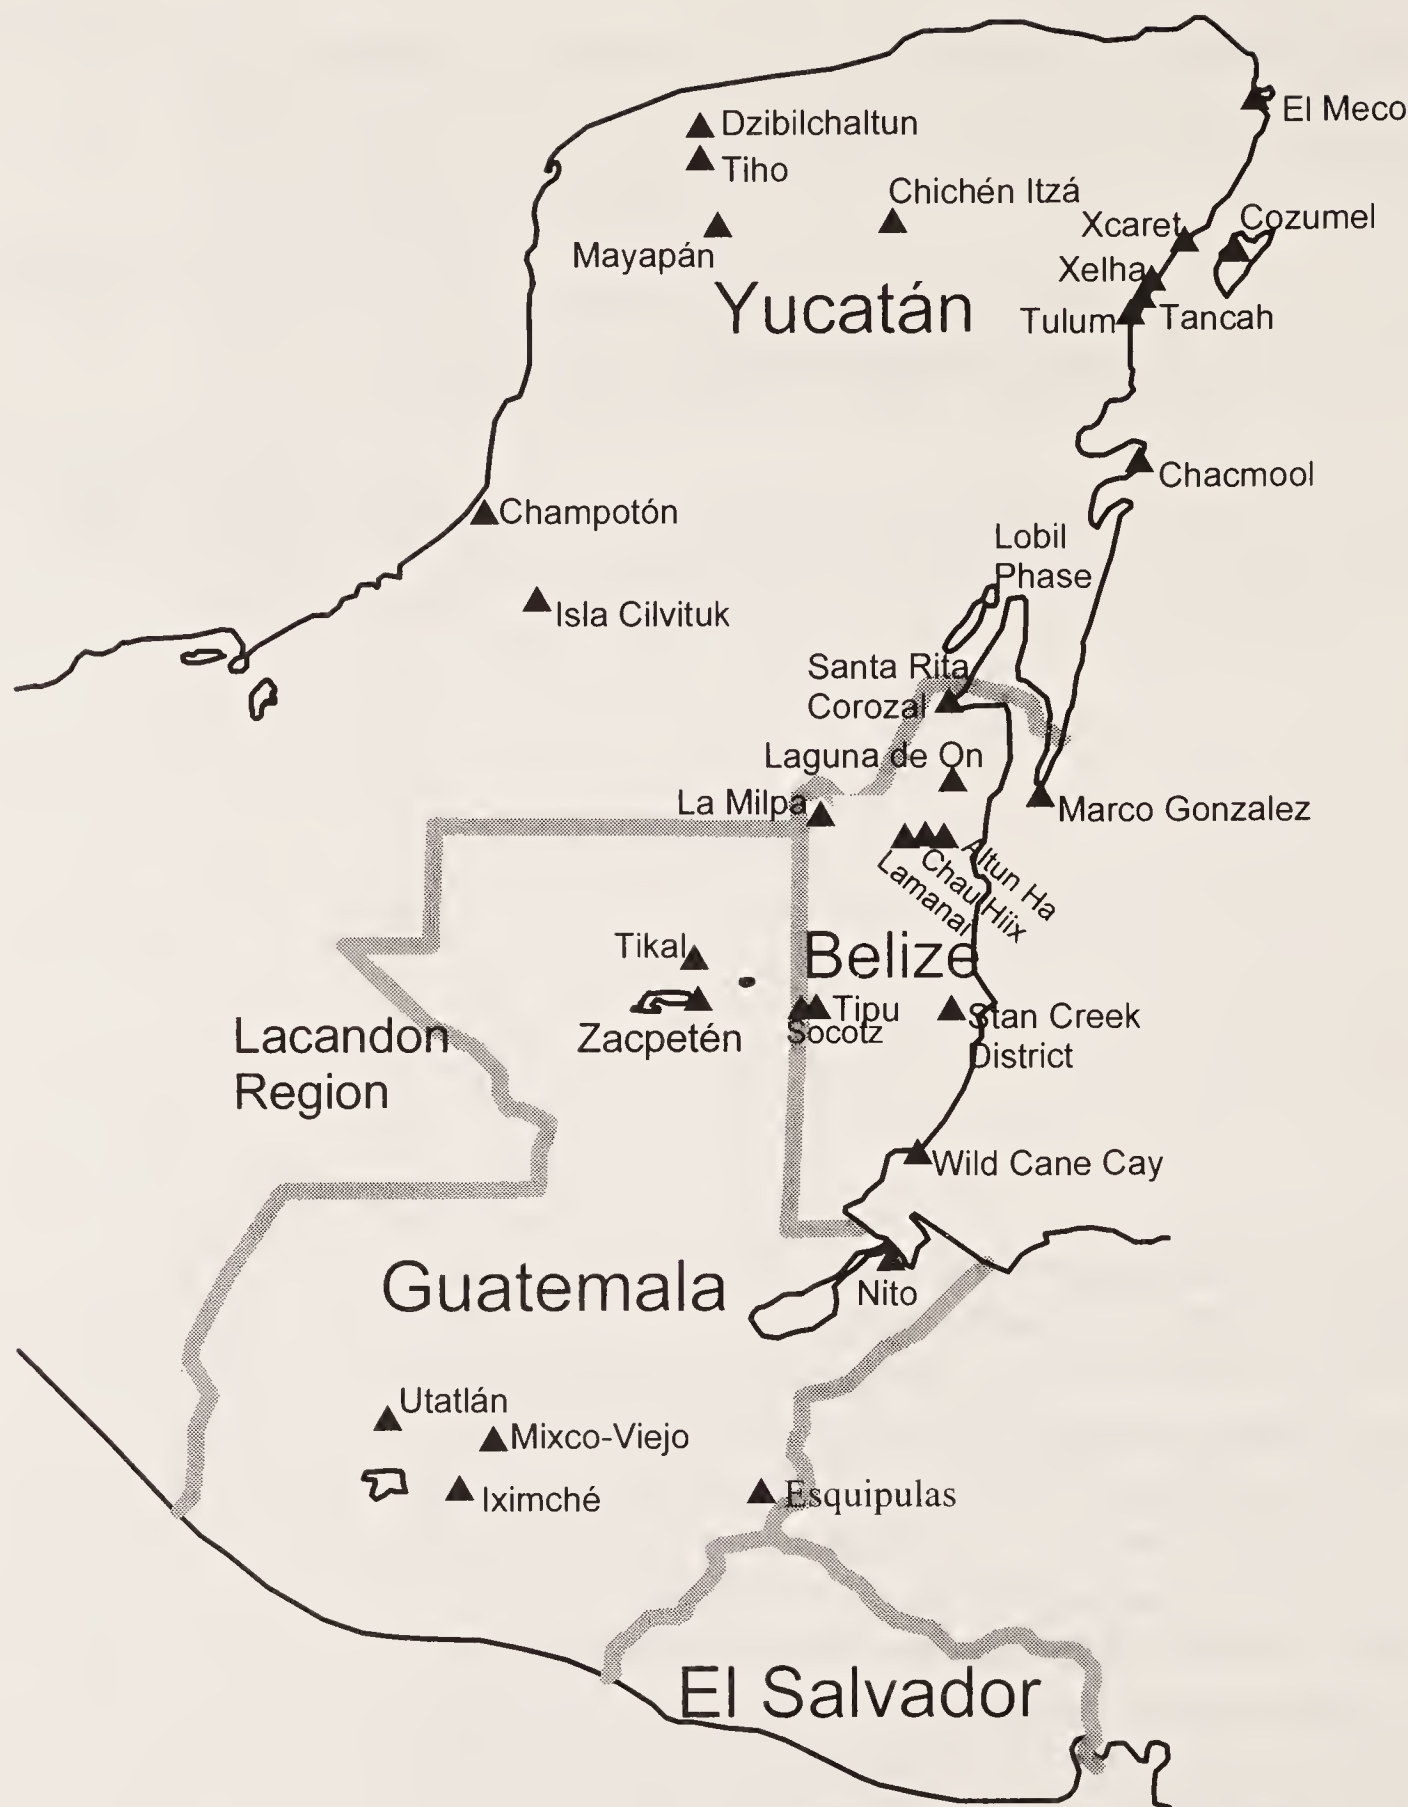 El Meco
Dzibilchaltun
Tiho
Chichén Itzá
Xcaret
Cozumel
Mayapán
Xelha
Yucatán
Tulum
Tancah
Chacmool
Champotón
Lobil
Phase
Isla Cilvituk
Santa Rita
Corozal
Laguna de On
La Milpa
Marco Gonzalez
Altun Ha
Chau Hiix
Lamanai
Tikal
Belize
Tipu
Socotz
Stan Creek
District
Zacpetén
Lacandon
Region
Wild Cane Cay
Guatemala
Nito
Utatlán
Mixco-Viejo
Iximché
Esquipulas
El Salvador